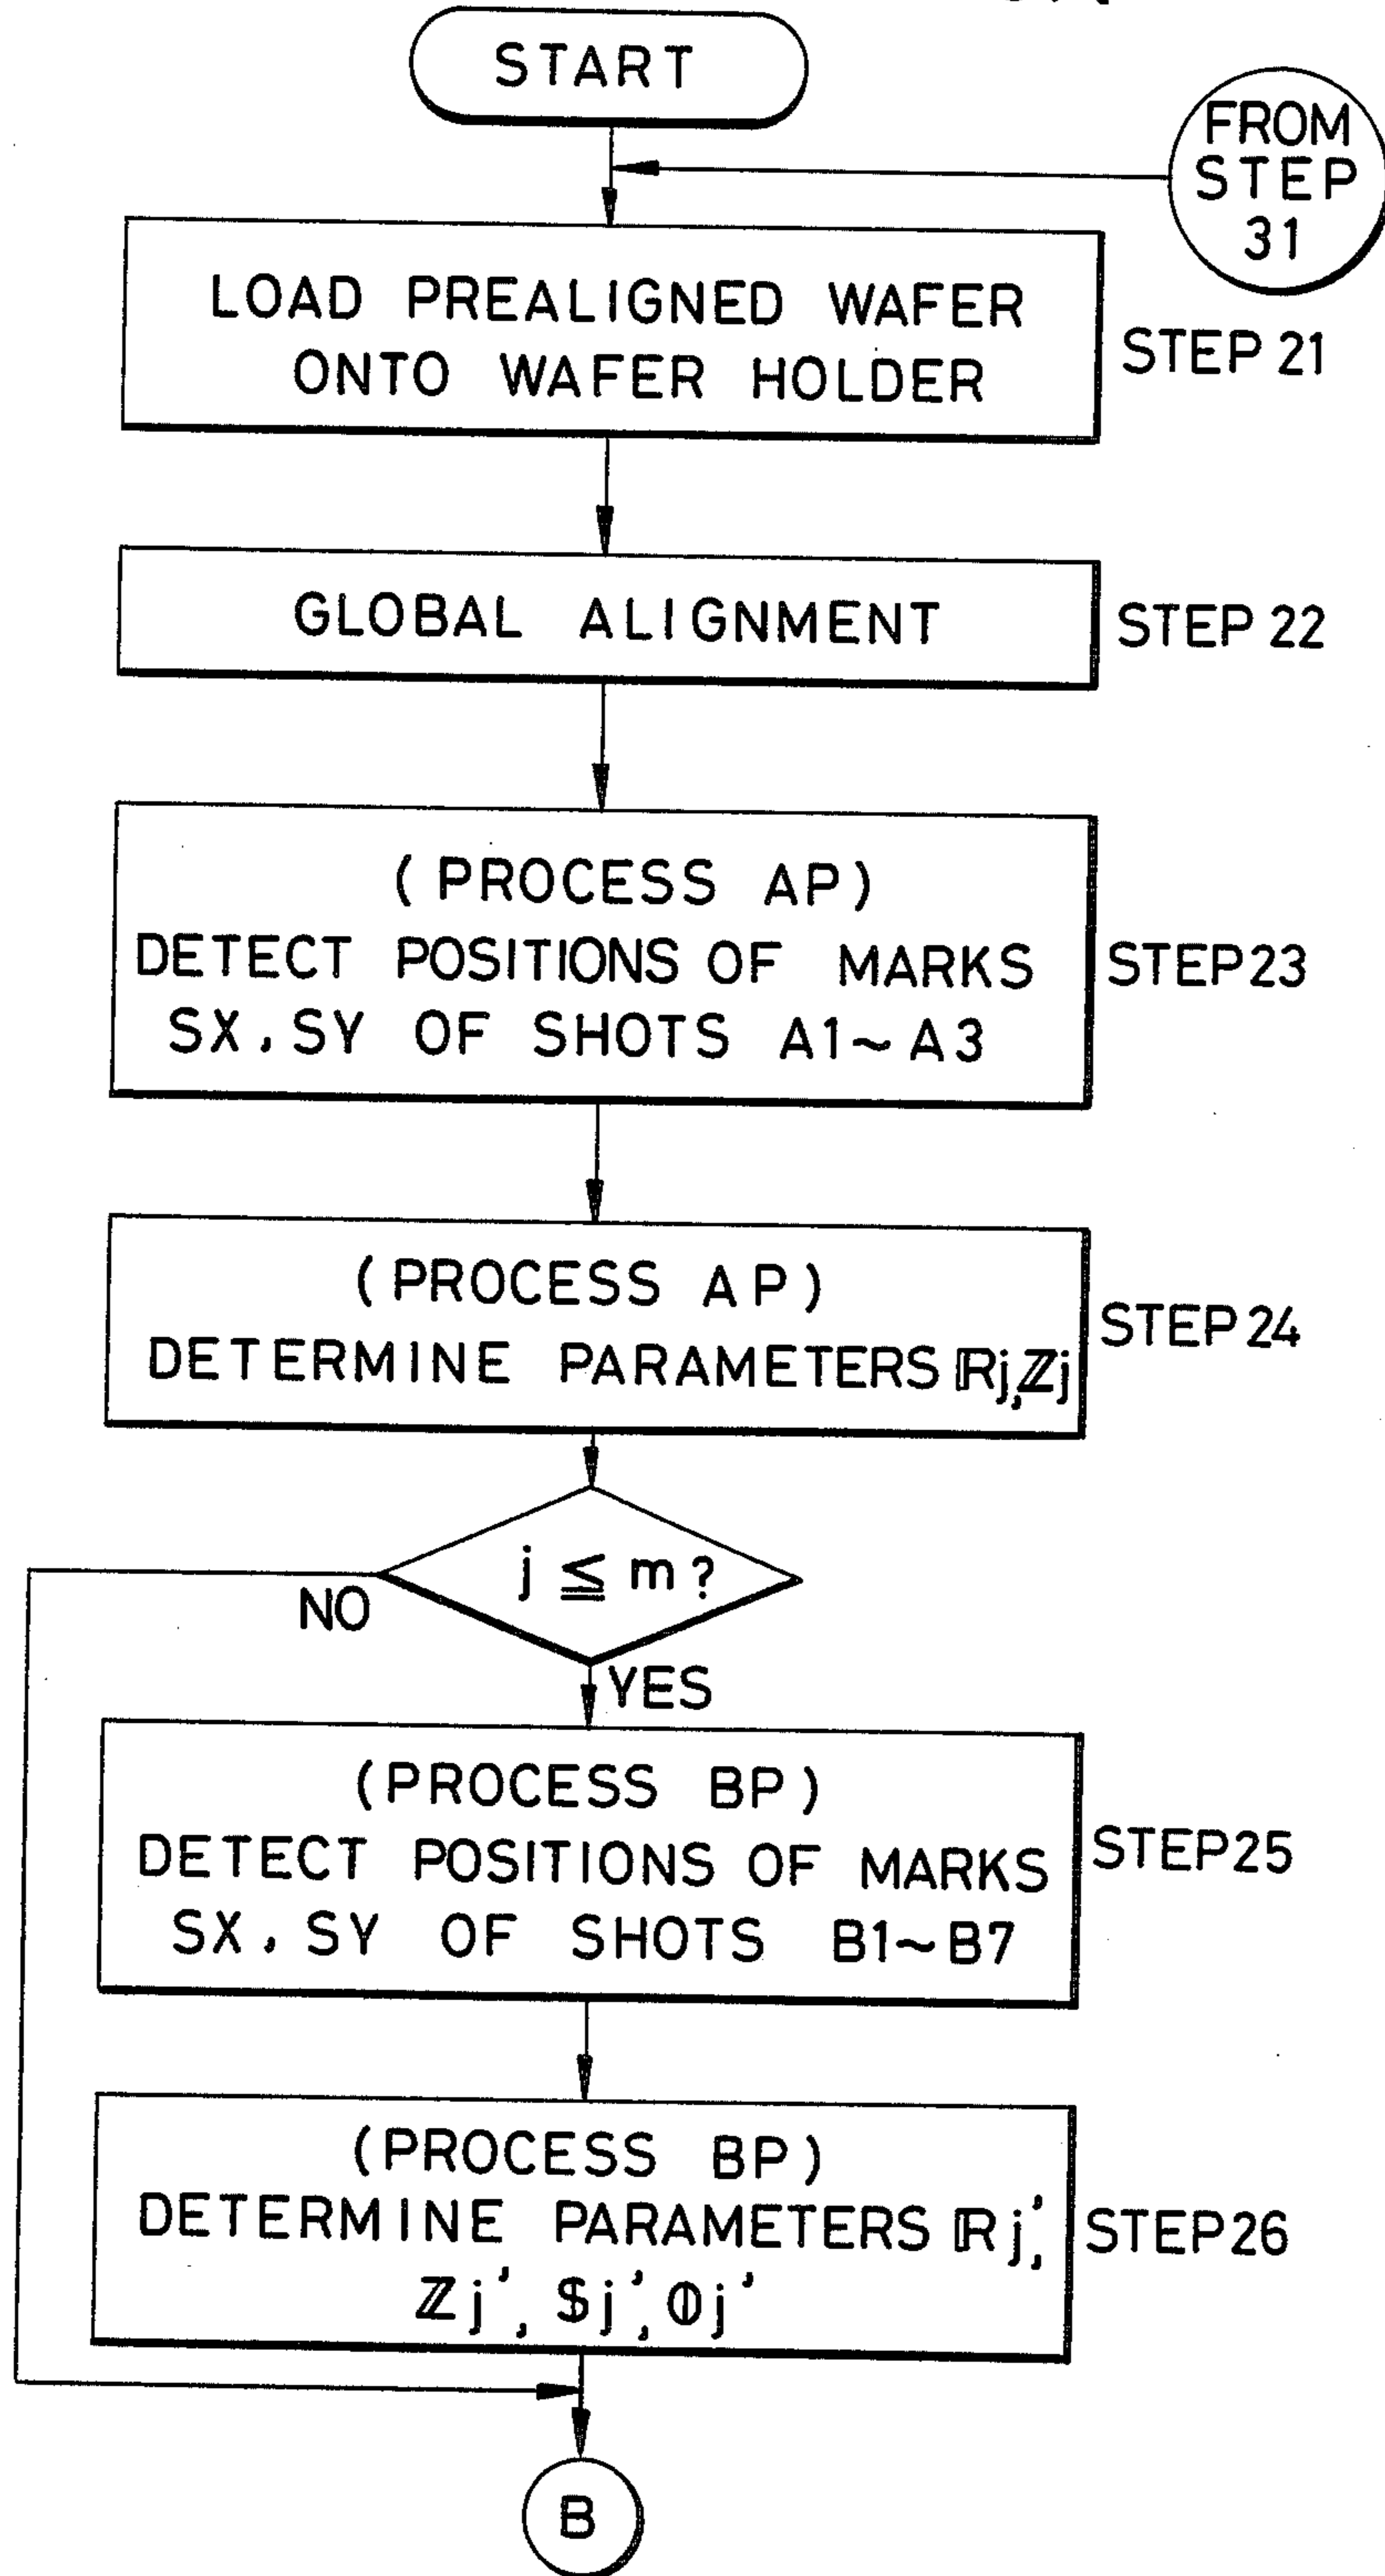 START
FROM
STEP
31
LOAD PREALIGNED WAFER
ONTO WAFER HOLDER
STEP 21
GLOBAL ALIGNMENT
STEP 22
(PROCESS AP)
DETECT POSITIONS OF MARKS
SX, SY OF SHOTS A1~A3
STEP23
(PROCESS AP)
DETERMINE PARAMETERS ℝj,ℤj
STEP24
j ≦ m?
NO
YES
(PROCESS BP)
DETECT POSITIONS OF MARKS
SX, SY OF SHOTS B1~B7
STEP25
(PROCESS BP)
DETERMINE PARAMETERS ℝj',
ℤj', $j', 𝕆j'
STEP26
B